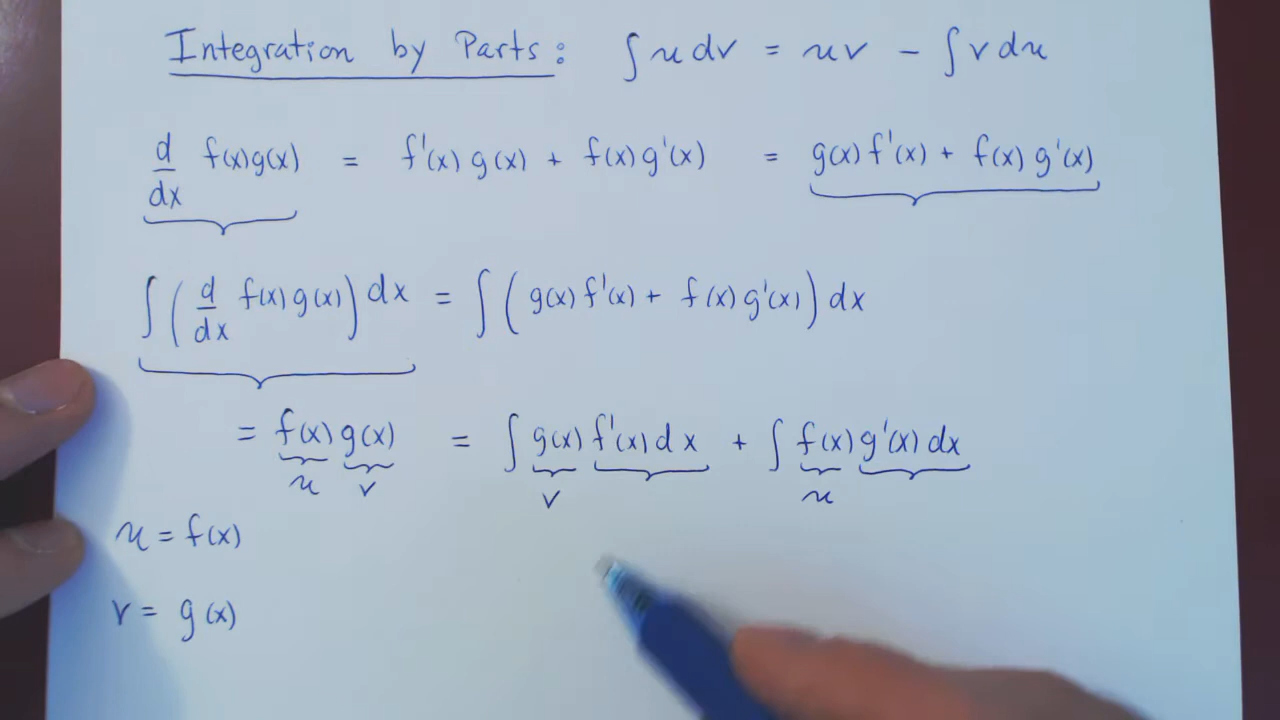 Integration by Parts: ∫ u dv = uv - ∫ v du
d/dx f(x)g(x) = f'(x) g(x) + f(x) g'(x) = g(x) f'(x) + f(x) g'(x)
∫ ( d/dx f(x) g(x) ) dx = ∫ ( g(x) f'(x) + f(x) g'(x) ) dx
= f(x) g(x) = ∫ g(x) f'(x) dx + ∫ f(x) g'(x) dx
u v v u
u = f(x)
v = g(x)